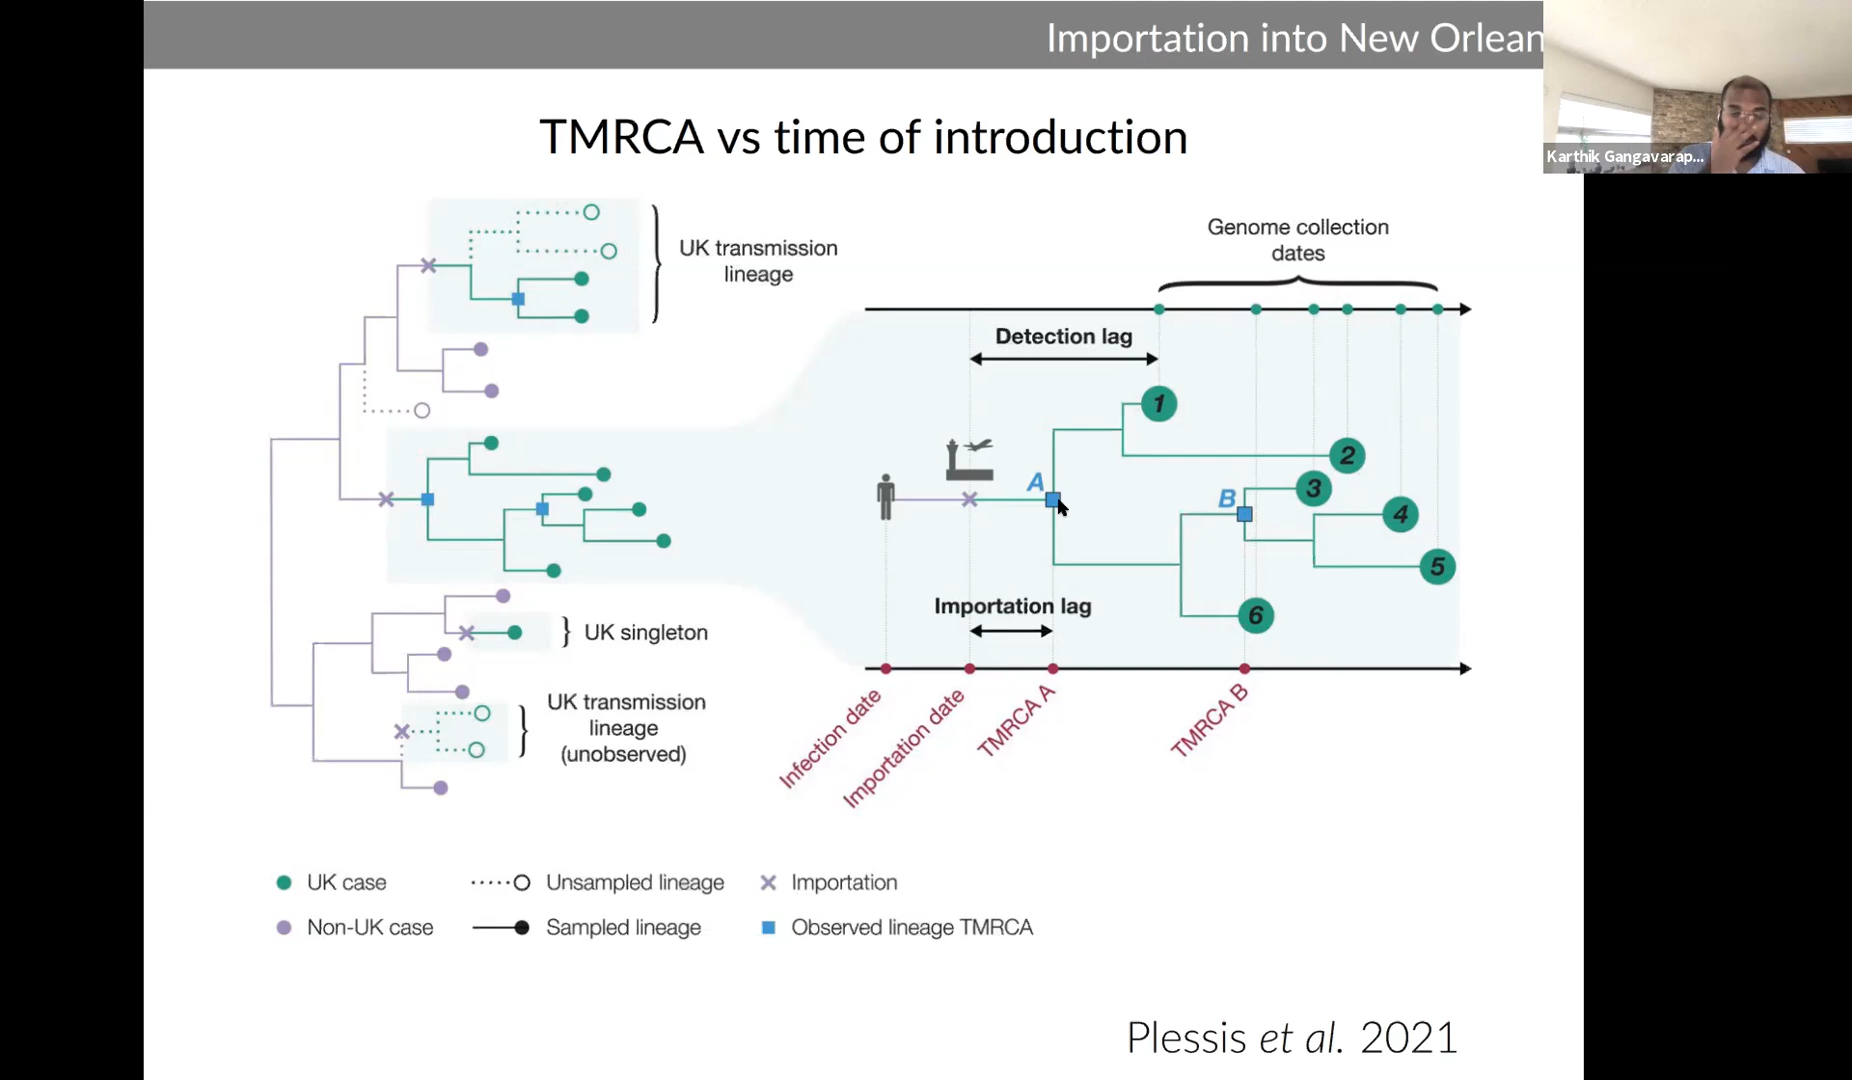 Importation into New Orlean
Karthik Gangavarap...
TMRCA vs time of introduction
UK transmission
lineage
Genome collection
dates
Detection lag
A
B
1
2
3
4
5
6
Importation lag
UK singleton
UK transmission
lineage
(unobserved)
Infection date
Importation date
TMRCA A
TMRCA B
UK case
Unsampled lineage
Importation
Non-UK case
Sampled lineage
Observed lineage TMRCA
Plessis et al. 2021